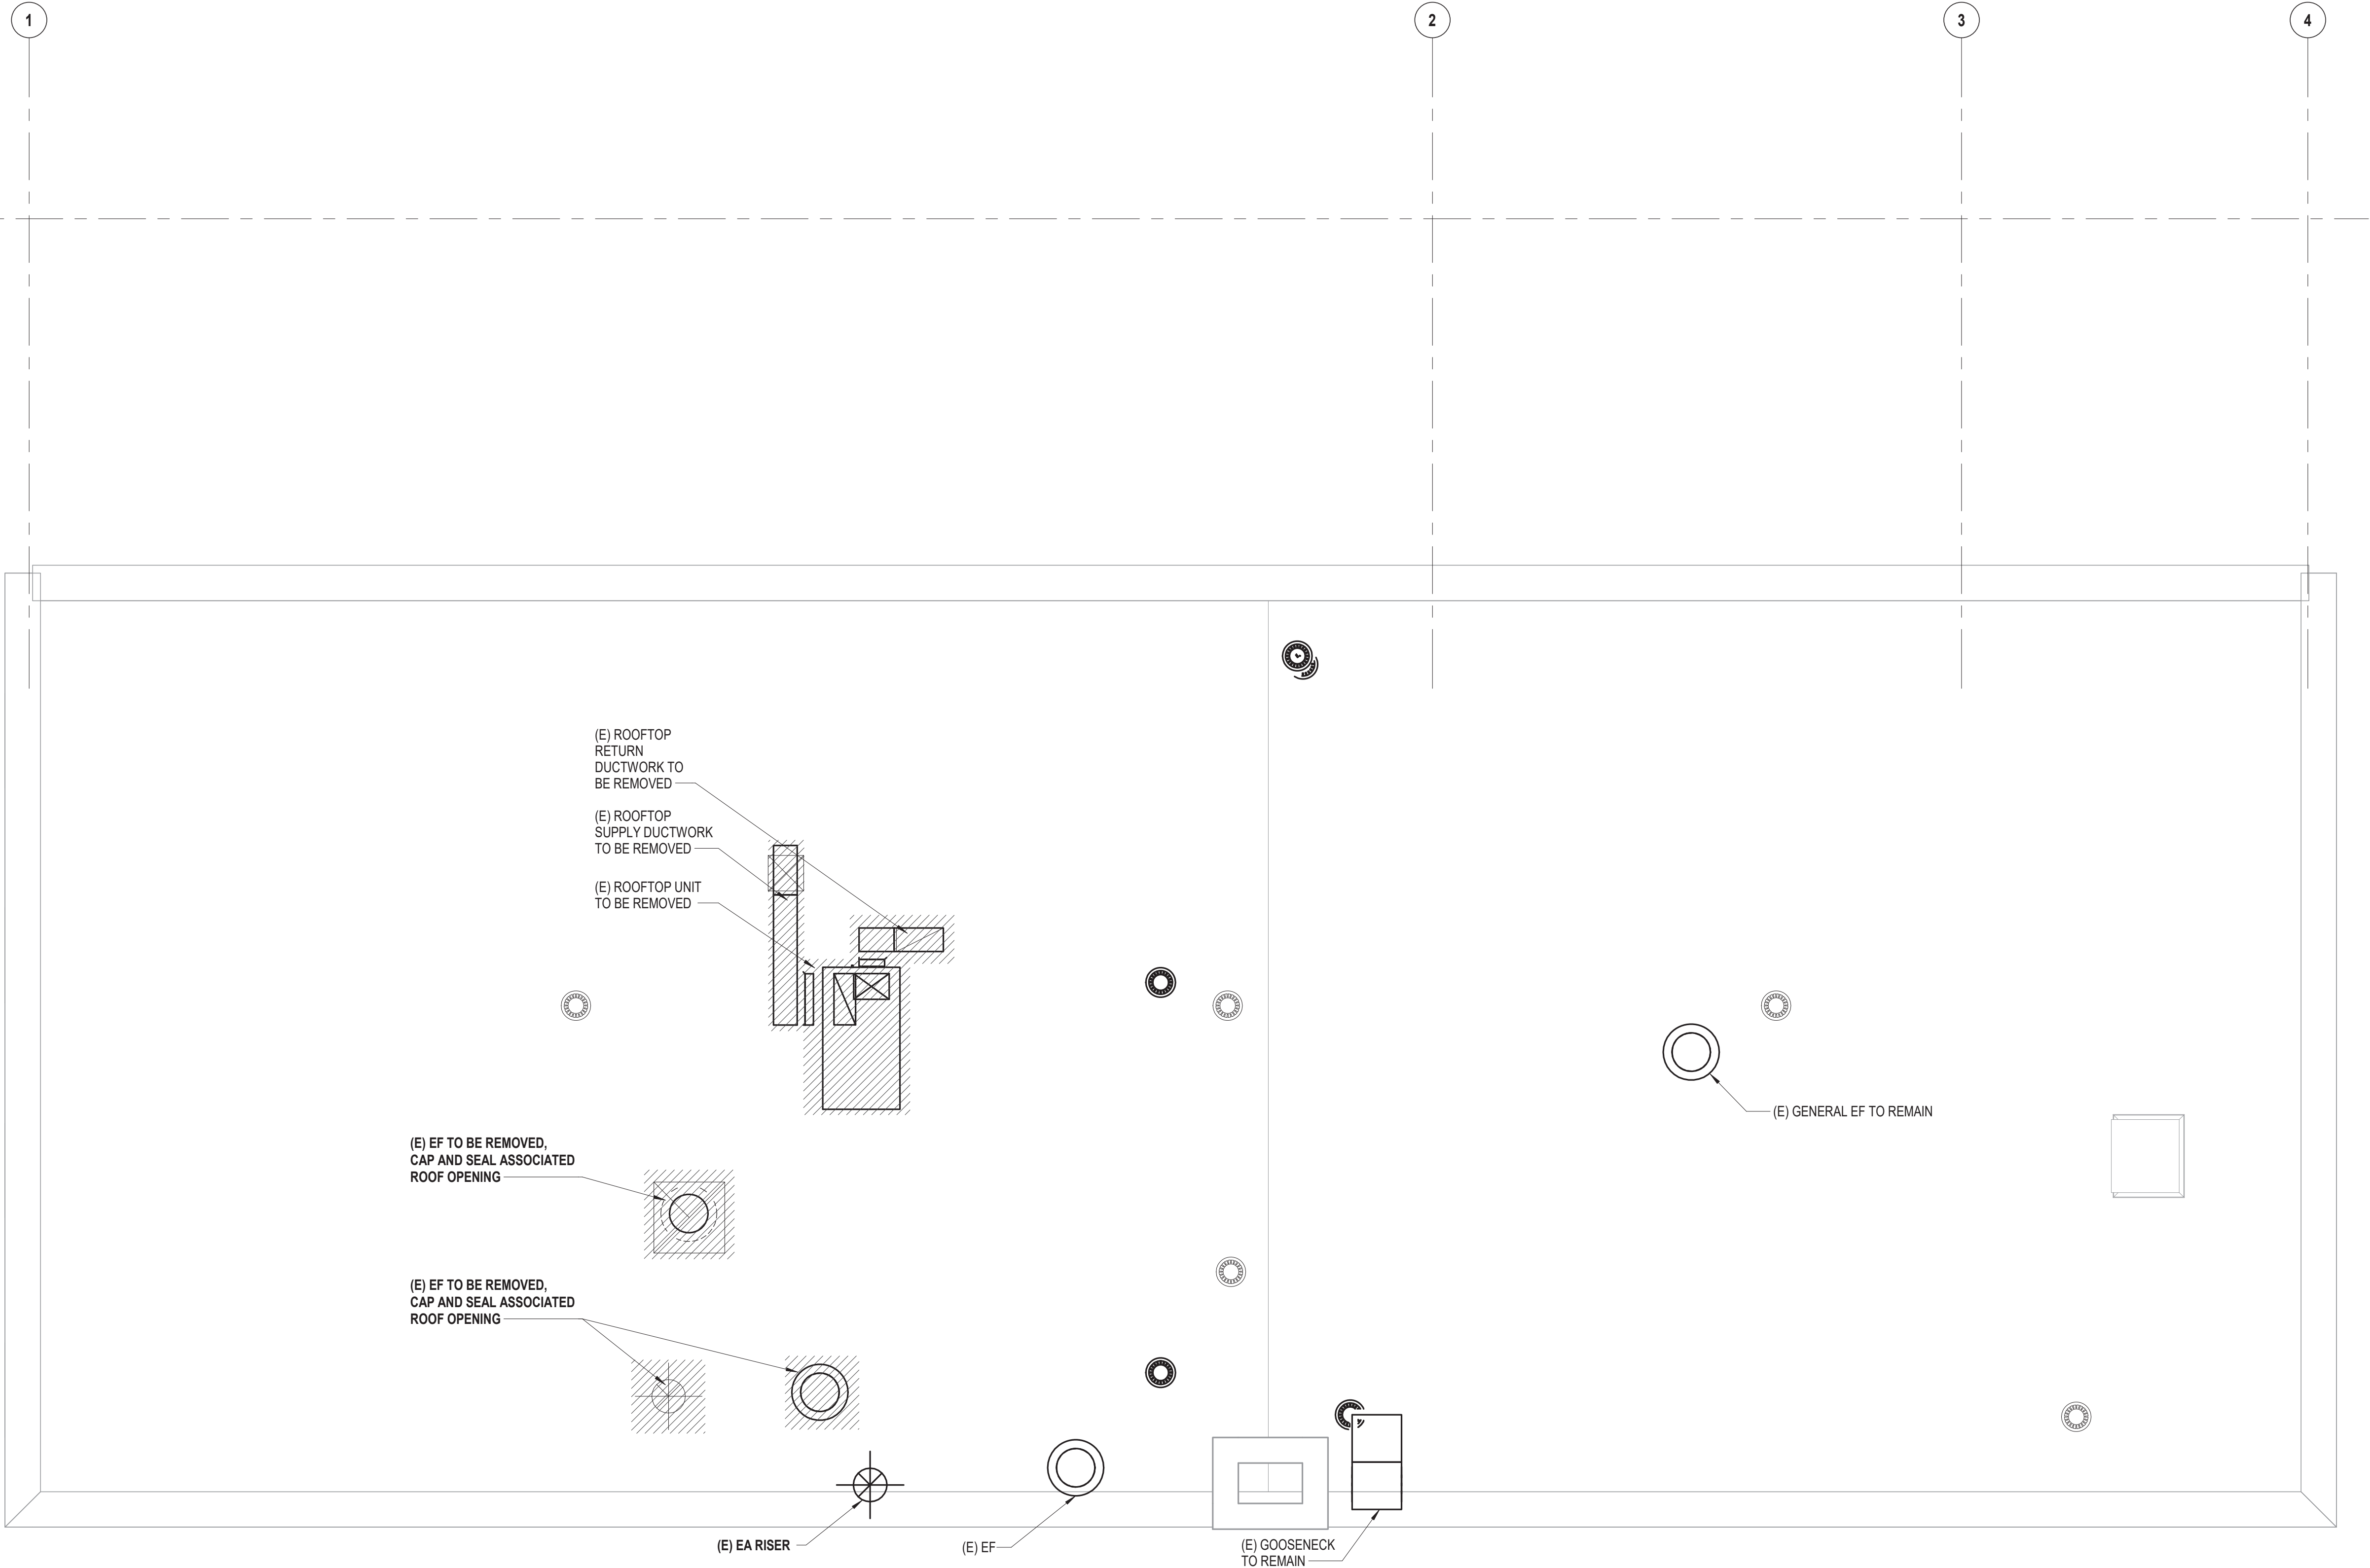 1
2
3
4
(E) ROOFTOP
RETURN
DUCTWORK TO
BE REMOVED
(E) ROOFTOP
SUPPLY DUCTWORK
TO BE REMOVED
(E) ROOFTOP UNIT
TO BE REMOVED
(E) GENERAL EF TO REMAIN
(E) EF TO BE REMOVED,
CAP AND SEAL ASSOCIATED
ROOF OPENING
(E) EF TO BE REMOVED,
CAP AND SEAL ASSOCIATED
ROOF OPENING
(E) EA RISER
(E) EF
(E) GOOSENECK
TO REMAIN